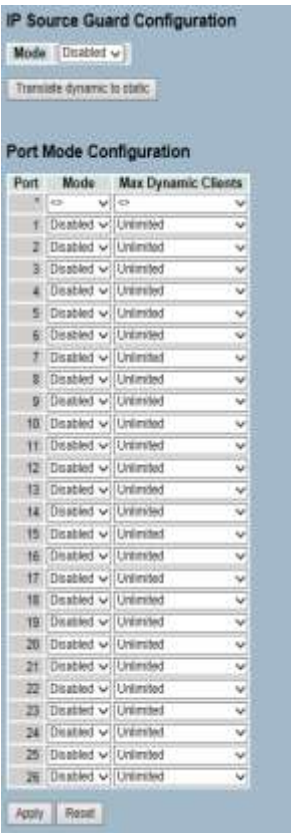 IP Source Guard Configuration
Mode Disabled
Translate dynamic to static
Port Mode Configuration
Port Mode Max Dynamic Clients
* <> <>
1 Disabled Unlimited
2 Disabled Unlimited
3 Disabled Unlimited
4 Disabled Unlimited
5 Disabled Unlimited
6 Disabled Unlimited
7 Disabled Unlimited
8 Disabled Unlimited
9 Disabled Unlimited
10 Disabled Unlimited
11 Disabled Unlimited
12 Disabled Unlimited
13 Disabled Unlimited
14 Disabled Unlimited
15 Disabled Unlimited
16 Disabled Unlimited
17 Disabled Unlimited
18 Disabled Unlimited
19 Disabled Unlimited
20 Disabled Unlimited
21 Disabled Unlimited
22 Disabled Unlimited
23 Disabled Unlimited
24 Disabled Unlimited
25 Disabled Unlimited
26 Disabled Unlimited
Apply Reset